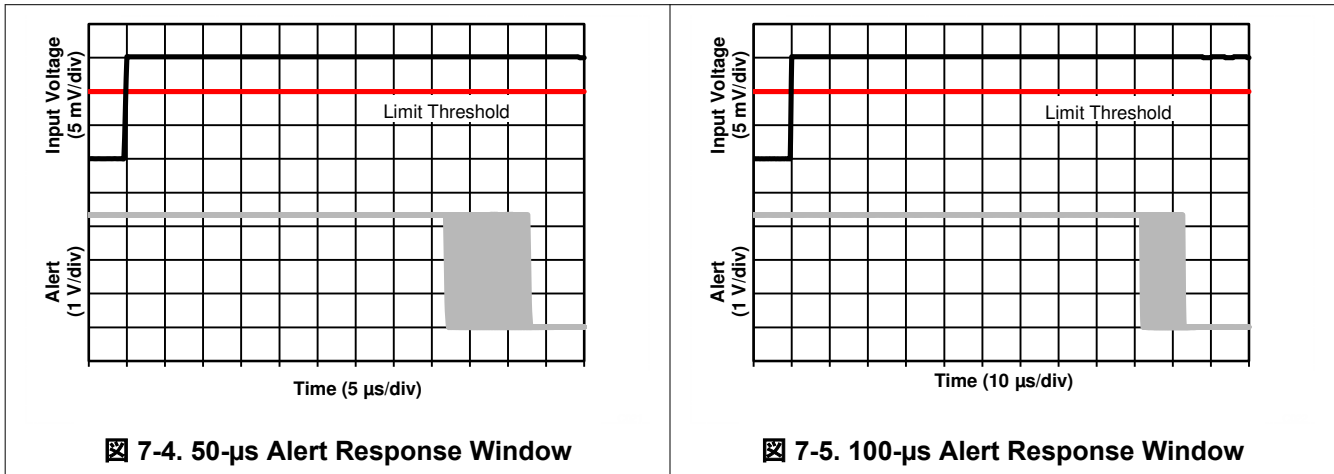 Input Voltage
(5 mV/div)
Limit Threshold
Alert
(1 V/div)
Time (5 µs/div)
図 7-4. 50-µs Alert Response Window
Input Voltage
(5 mV/div)
Limit Threshold
Alert
(1 V/div)
Time (10 µs/div)
図 7-5. 100-µs Alert Response Window